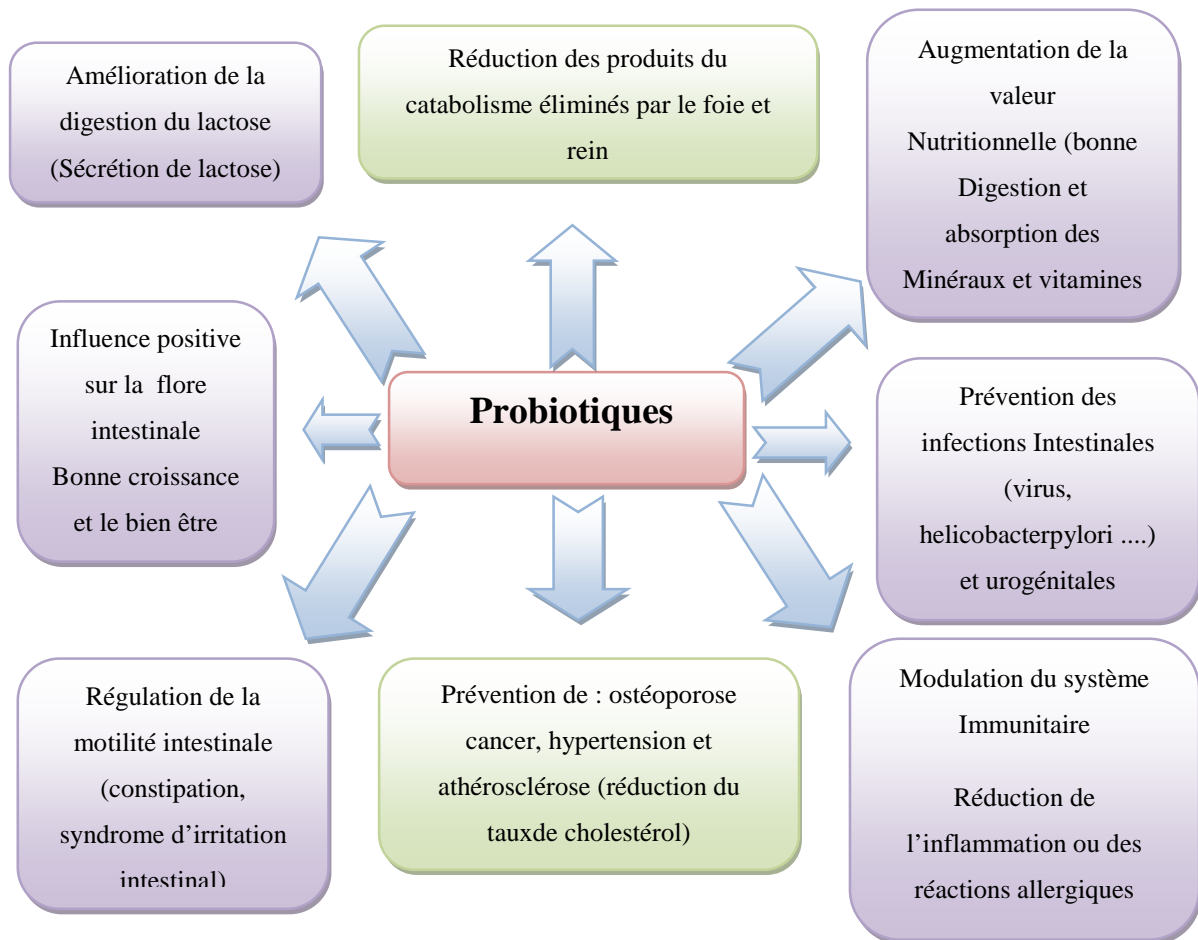 Amélioration de la
digestion du lactose
(Sécrétion de lactose)
Réduction des produits du
catabolisme éliminés par le foie et
rein
Augmentation de la
valeur
Nutritionnelle (bonne
Digestion et
absorption des
Minéraux et vitamines
Influence positive
sur la flore
intestinale
Bonne croissance
et le bien être
Probiotiques
Prévention des
infections Intestinales
(virus,
helicobacterpylori ....)
et urogénitales
Régulation de la
motilité intestinale
(constipation,
syndrome d’irritation
intestinal)
Prévention de : ostéoporose
cancer, hypertension et
athérosclérose (réduction du
tauxde cholestérol)
Modulation du système
Immunitaire
Réduction de
l’inflammation ou des
réactions allergiques